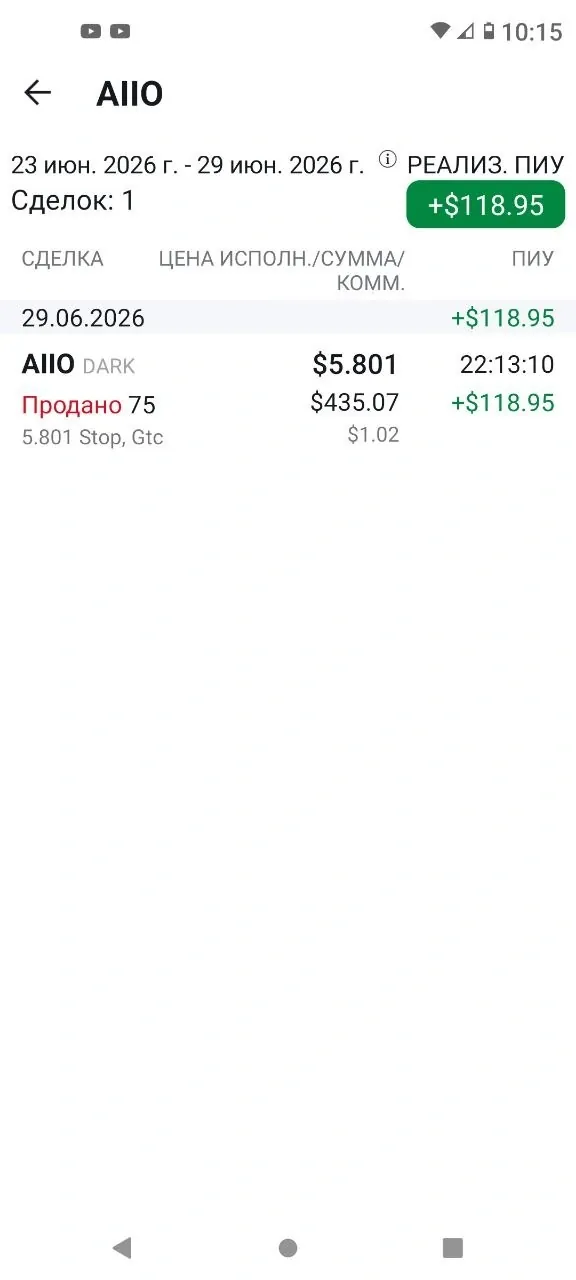 10:15
AIIO
23 июн. 2026 г. - 29 июн. 2026 г. ⓘ РЕАЛИЗ. ПИУ
Сделок: 1 +$118.95
СДЕЛКА ЦЕНА ИСПОЛН./СУММА/ ПИУ
КОММ.
29.06.2026 +$118.95
AIIO DARK $5.801 22:13:10
Продано 75 $435.07 +$118.95
5.801 Stop, Gtc $1.02